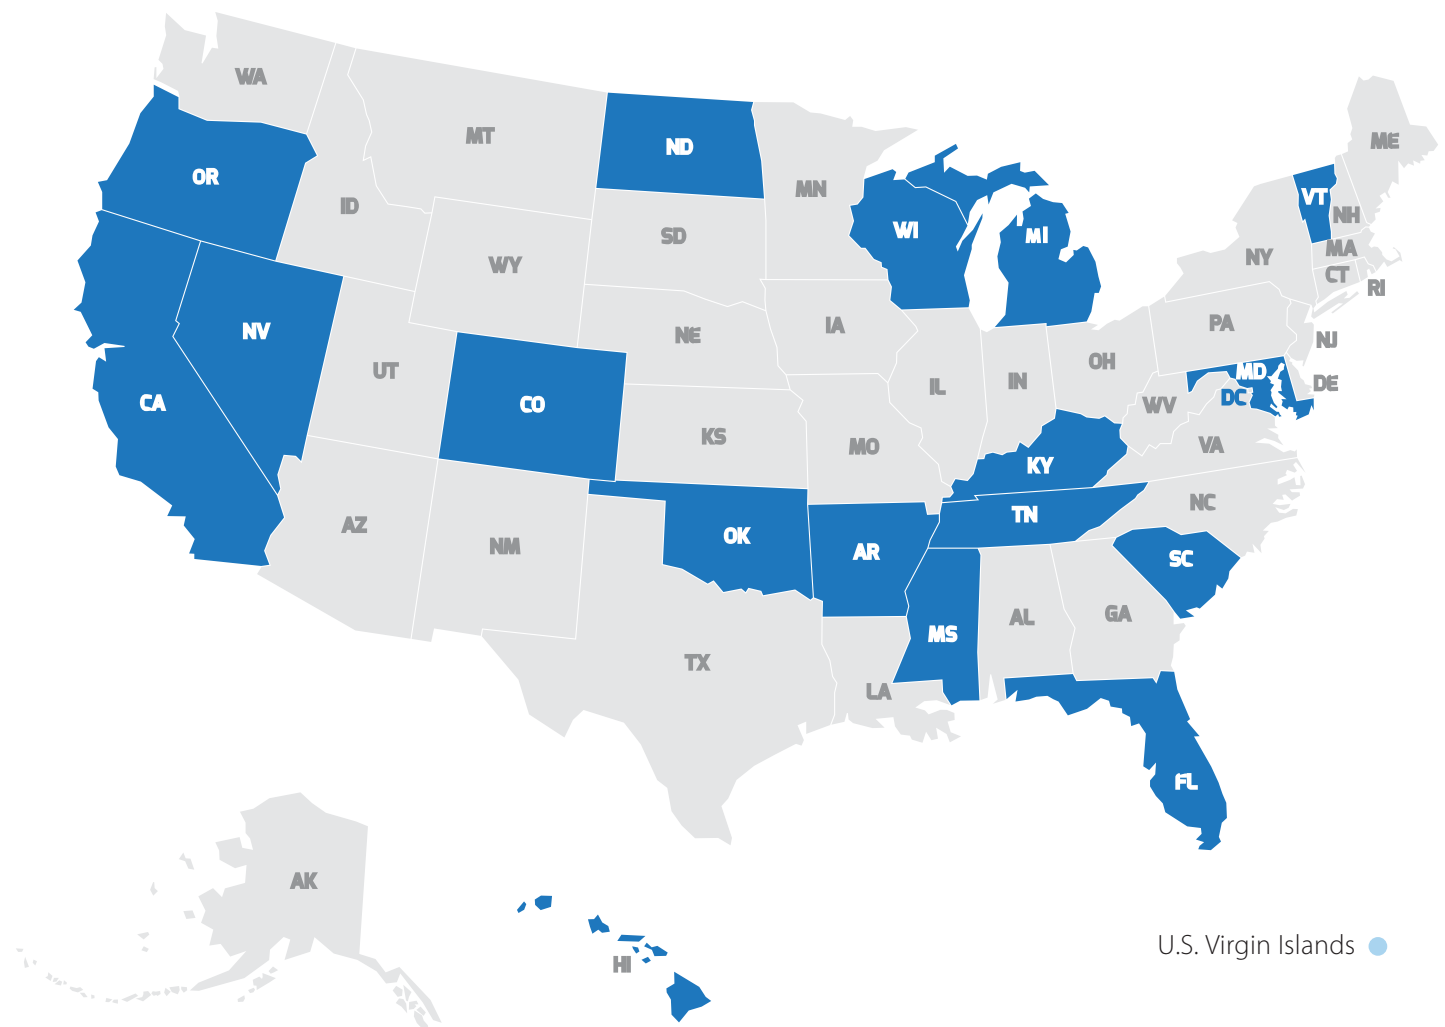 WA
MT
ND
ME
OR
ID
MN
VT
NH
WI
MI
SD
WY
NY
MA
CT
RI
NV
NE
IA
PA
NJ
UT
CO
CA
IL
IN
OH
MD
DE
DC
WV
KS
MO
VA
KY
AZ
NM
OK
AR
TN
NC
SC
MS
AL
GA
TX
LA
FL
AK
HI
U.S. Virgin Islands